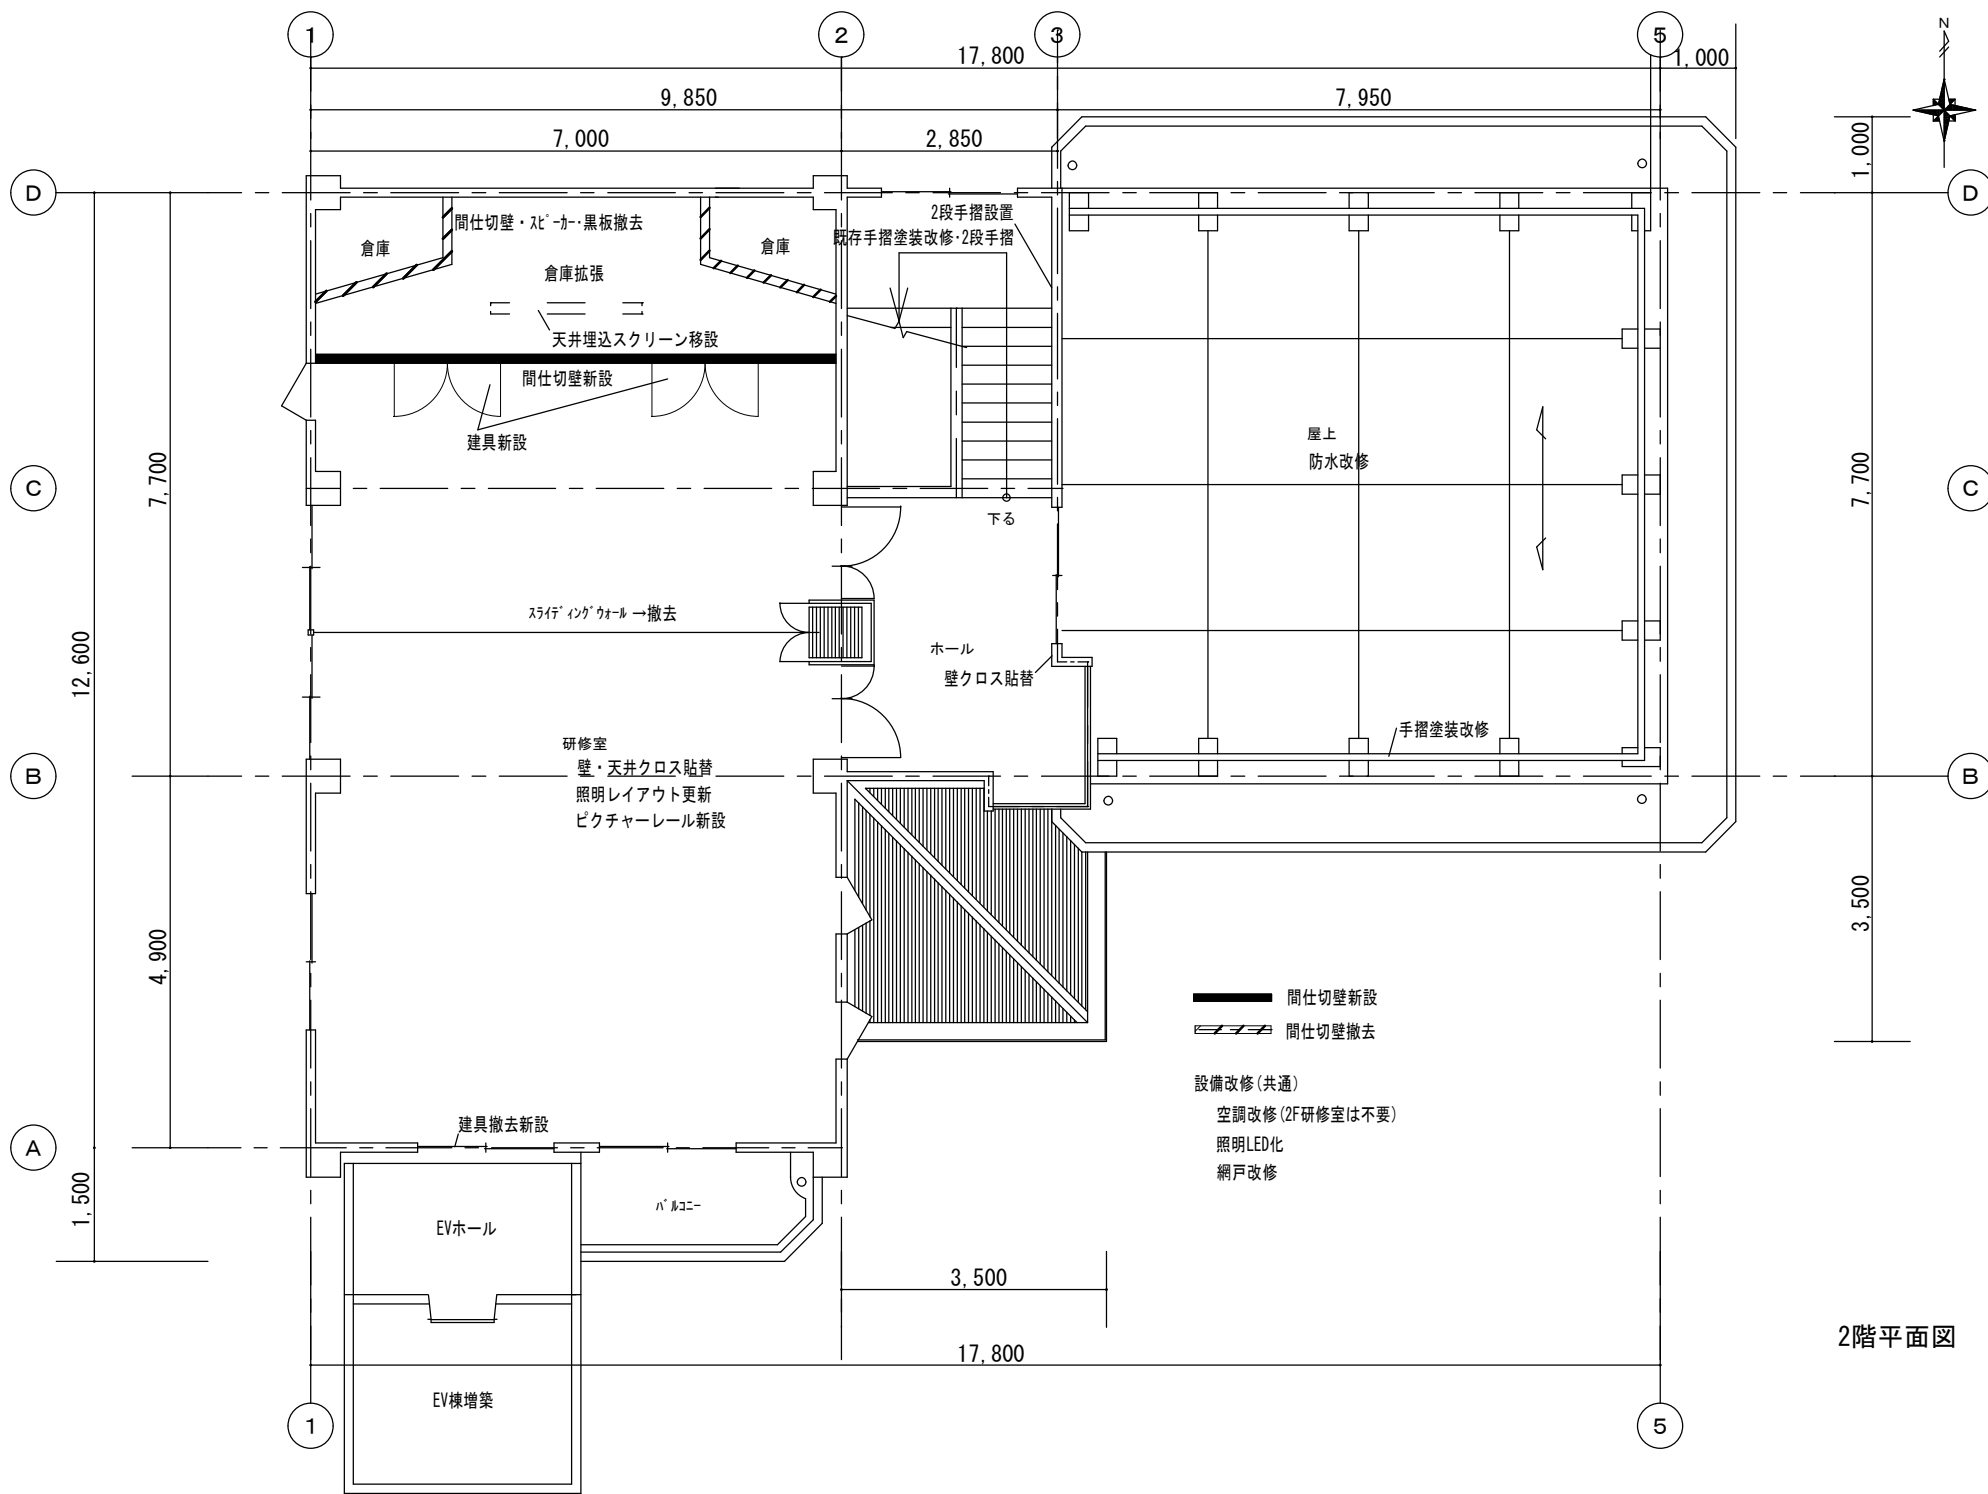 1
2
3
5
N
17,800
1,000
9,850
7,950
7,000
2,850
1,000
D
D
間仕切壁・スピーカー・黒板撤去
2段手摺設置
既存手摺塗装改修・2段手摺
倉庫
倉庫
倉庫拡張
天井埋込スクリーン移設
間仕切壁新設
建具新設
屋上
防水改修
7,700
7,700
C
C
下る
スライディングウォール→撤去
12,600
ホール
壁クロス貼替
手摺塗装改修
研修室
B
B
壁・天井クロス貼替
照明レイアウト更新
ピクチャーレール新設
3,500
4,900
間仕切壁新設
間仕切壁撤去
設備改修(共通)
空調改修(2F研修室は不要)
照明LED化
網戸改修
建具撤去新設
A
1,500
バルコニー
EVホール
3,500
2階平面図
17,800
EV棟増築
1
5